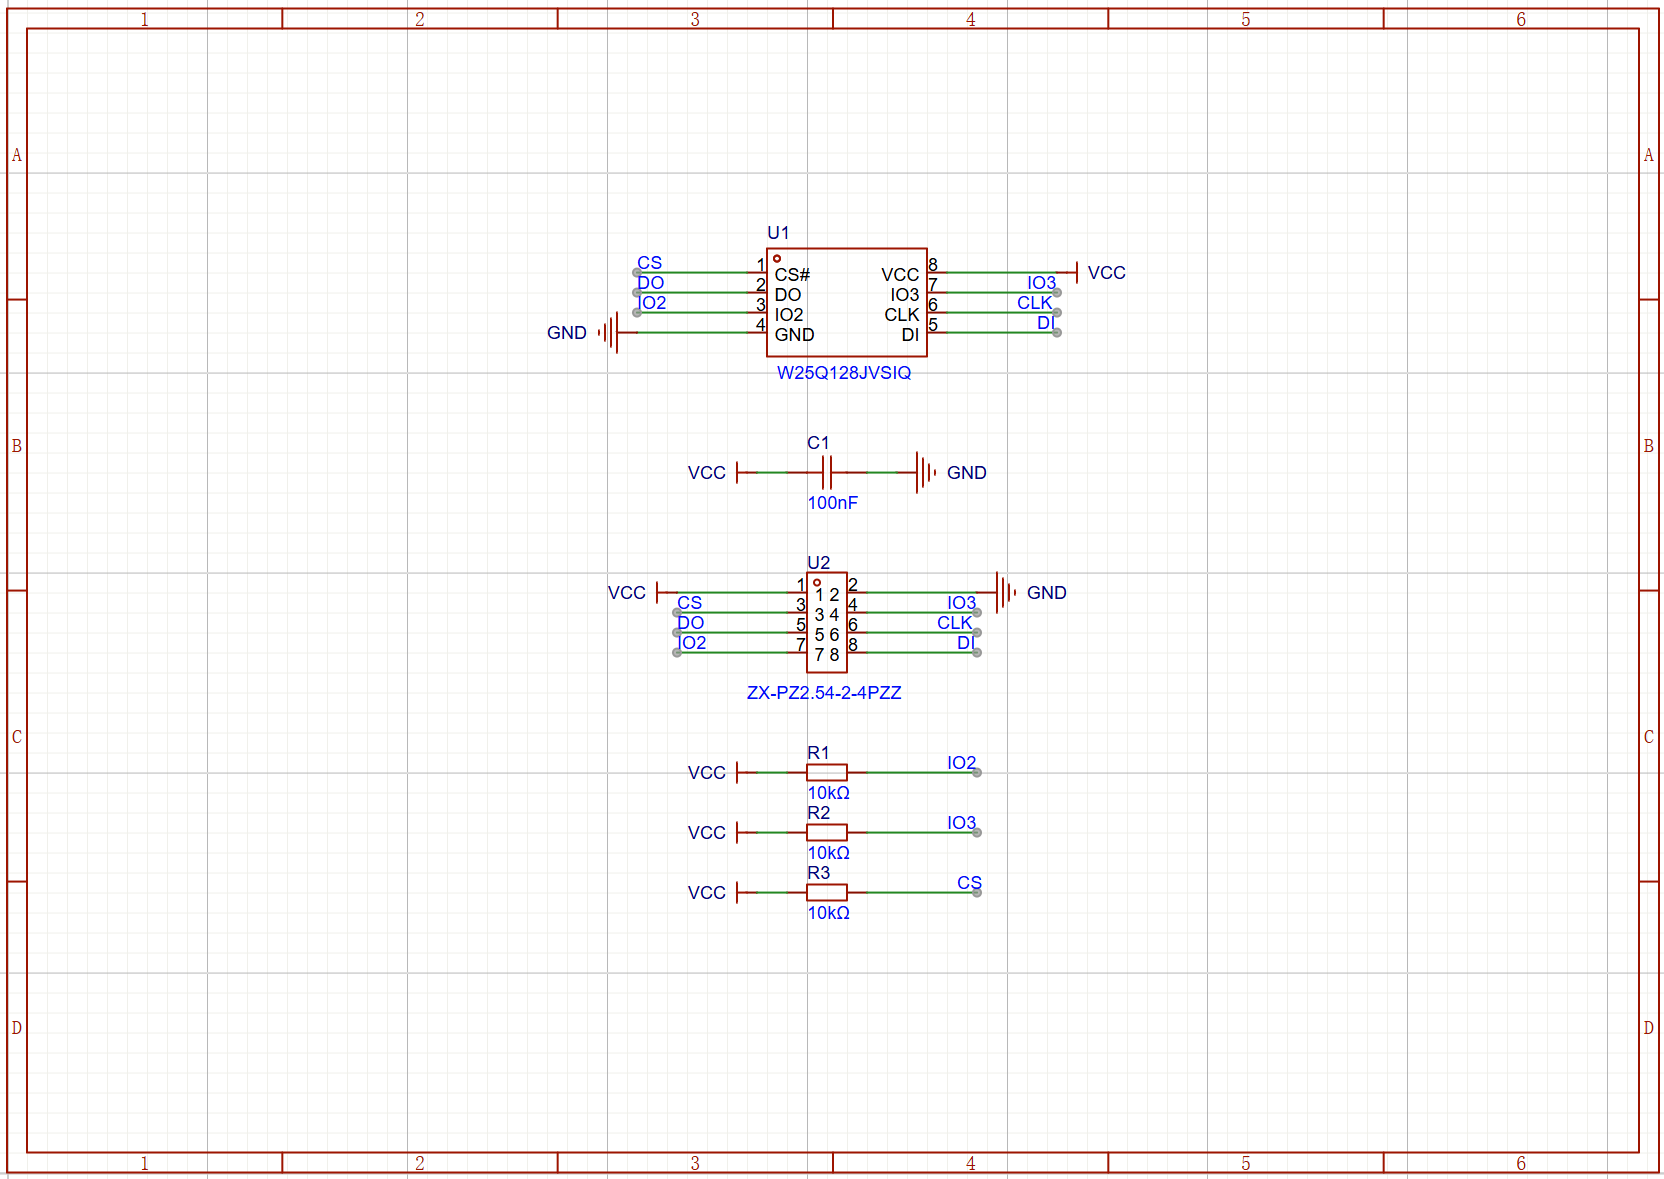 1 2 3 4 5 6
A A
U1
CS 1 CS# VCC 8 VCC
DO 2 DO IO3 7 IO3
IO2 3 IO2 CLK 6 CLK
GND 4 GND DI 5 DI
W25Q128JVSIQ
B B
C1
VCC GND
100nF
U2
VCC 1 1 2 2 GND
CS 3 3 4 4 IO3
DO 5 5 6 6 CLK
IO2 7 7 8 8 DI
ZX-PZ2.54-2-4PZZ
C C
R1
VCC IO2
10kΩ
R2
VCC IO3
10kΩ
R3
VCC CS
10kΩ
D D
1 2 3 4 5 6